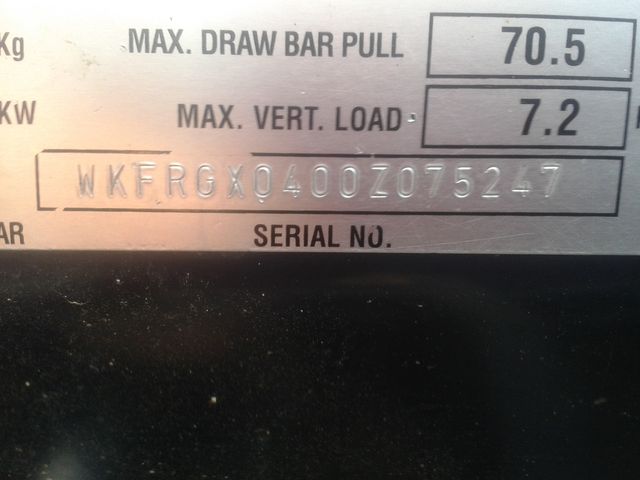 Kg MAX. DRAW BAR PULL 70.5
KW MAX. VERT. LOAD 7.2
WKFRGX0400Z075247
AR SERIAL NO.